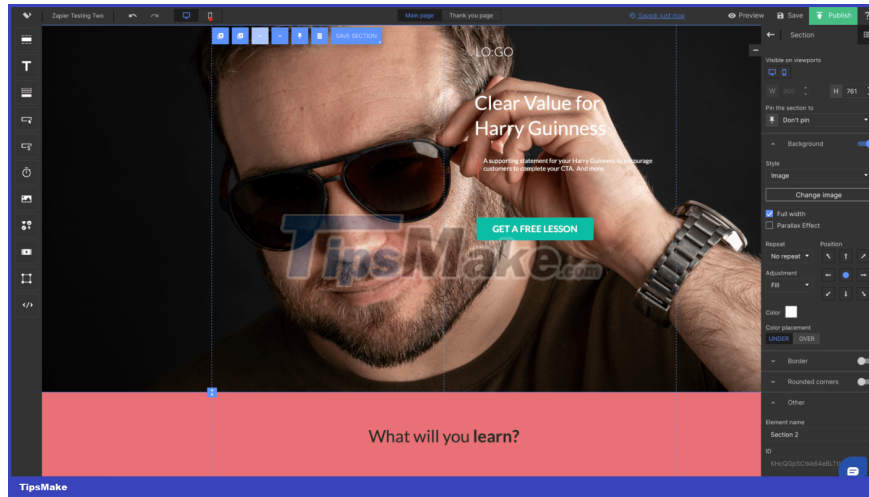 Zapier Testing Two
Main page
Thank you page
Saved, just now
Preview
Save
Publish
?
SAVE SECTION
LO:GO
Clear Value for
Harry Guinness
A supporting statement for your Harry Guinness to encourage
customers to complete your CTA. And more
GET A FREE LESSON
TipsMake.com
What will you learn?
Section
Visible on viewports
W 960 H 761
Pin the section to
Don't pin
Background
Style
Image
Change image
Full width
Parallax Effect
Repeat Position
No repeat
Adjustment
Fill
Color
Color placement
UNDER OVER
Border
Rounded corners
Other
Element name
Section 2
ID
TipsMake